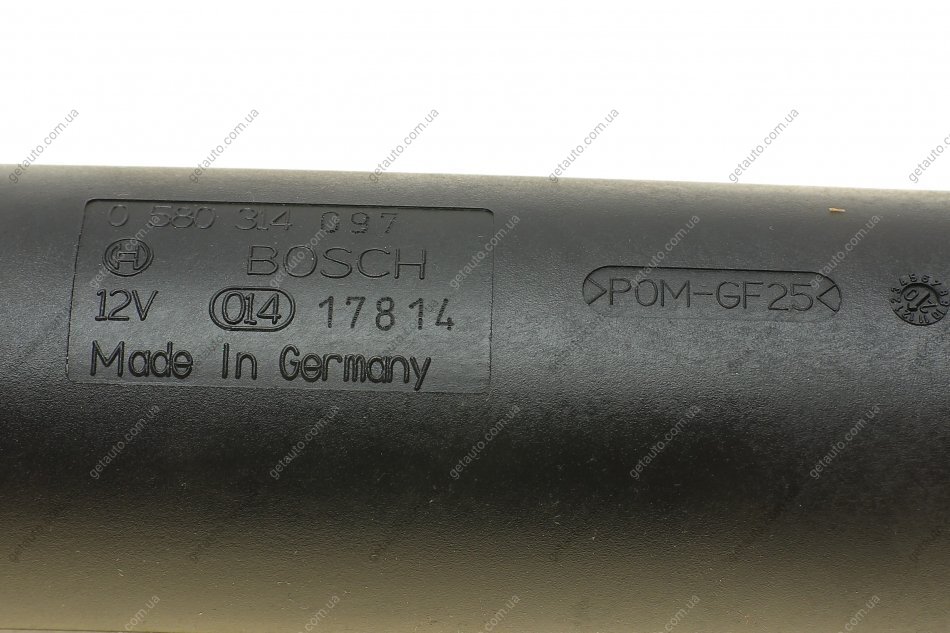 0 580 314 097
BOSCH
12V 014 17814
Made In Germany
>POM-GF25<
getauto.com.ua